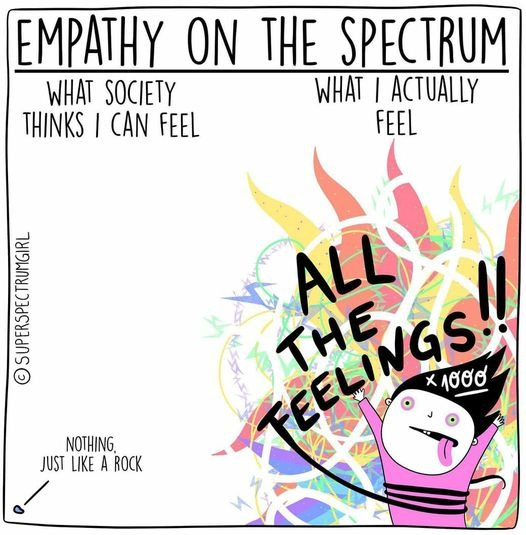 EMPATHY ON THE SPECTRUM
WHAT SOCIETY
THINKS I CAN FEEL
WHAT I ACTUALLY
FEEL
© SUPERSPECTRUMGIRL
ALL
THE
FEELINGS!!
x 1000
NOTHING,
JUST LIKE A ROCK